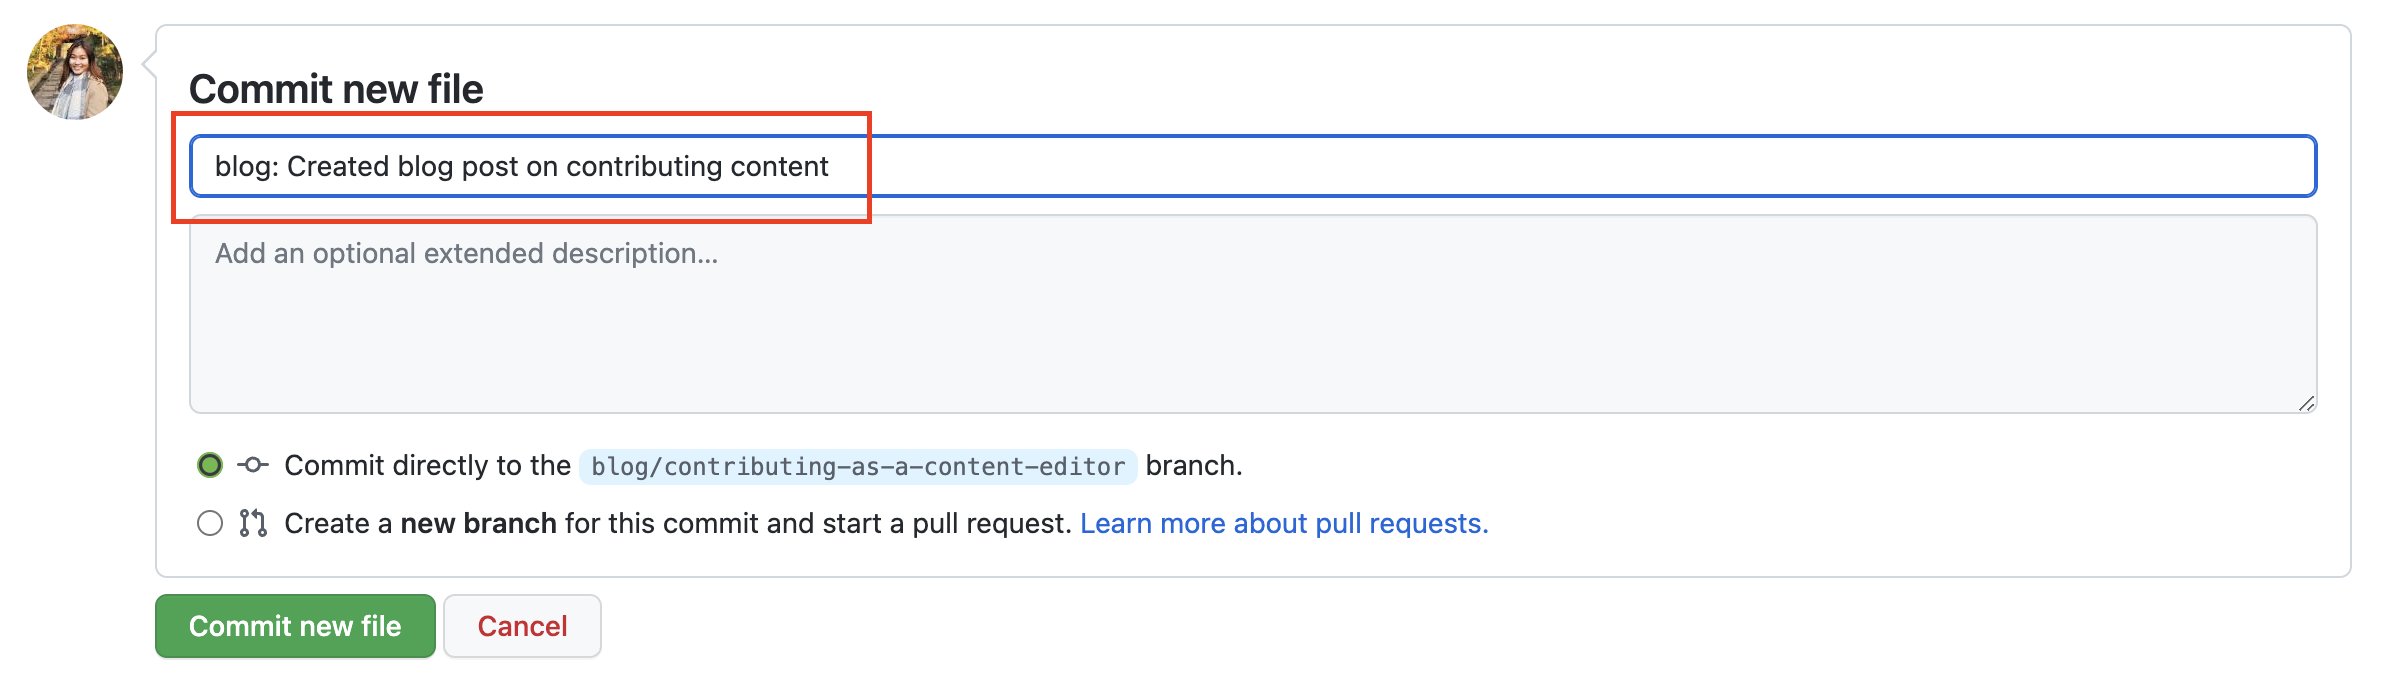 Commit new file
blog: Created blog post on contributing content
Add an optional extended description...
Commit directly to the blog/contributing-as-a-content-editor branch.
Create a new branch for this commit and start a pull request. Learn more about pull requests.
Commit new file Cancel